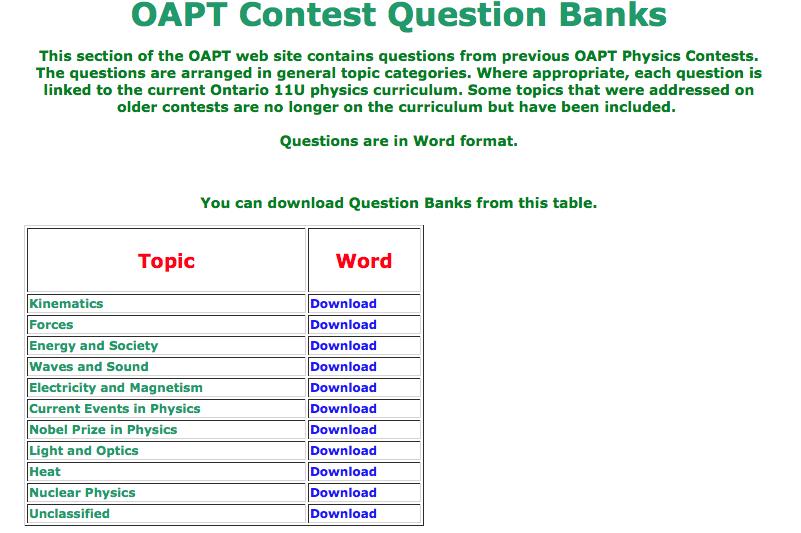 OAPT Contest Question Banks
This section of the OAPT web site contains questions from previous OAPT Physics Contests.
The questions are arranged in general topic categories. Where appropriate, each question is
linked to the current Ontario 11U physics curriculum. Some topics that were addressed on
older contests are no longer on the curriculum but have been included.
Questions are in Word format.
You can download Question Banks from this table.
Topic Word
Kinematics Download
Forces Download
Energy and Society Download
Waves and Sound Download
Electricity and Magnetism Download
Current Events in Physics Download
Nobel Prize in Physics Download
Light and Optics Download
Heat Download
Nuclear Physics Download
Unclassified Download